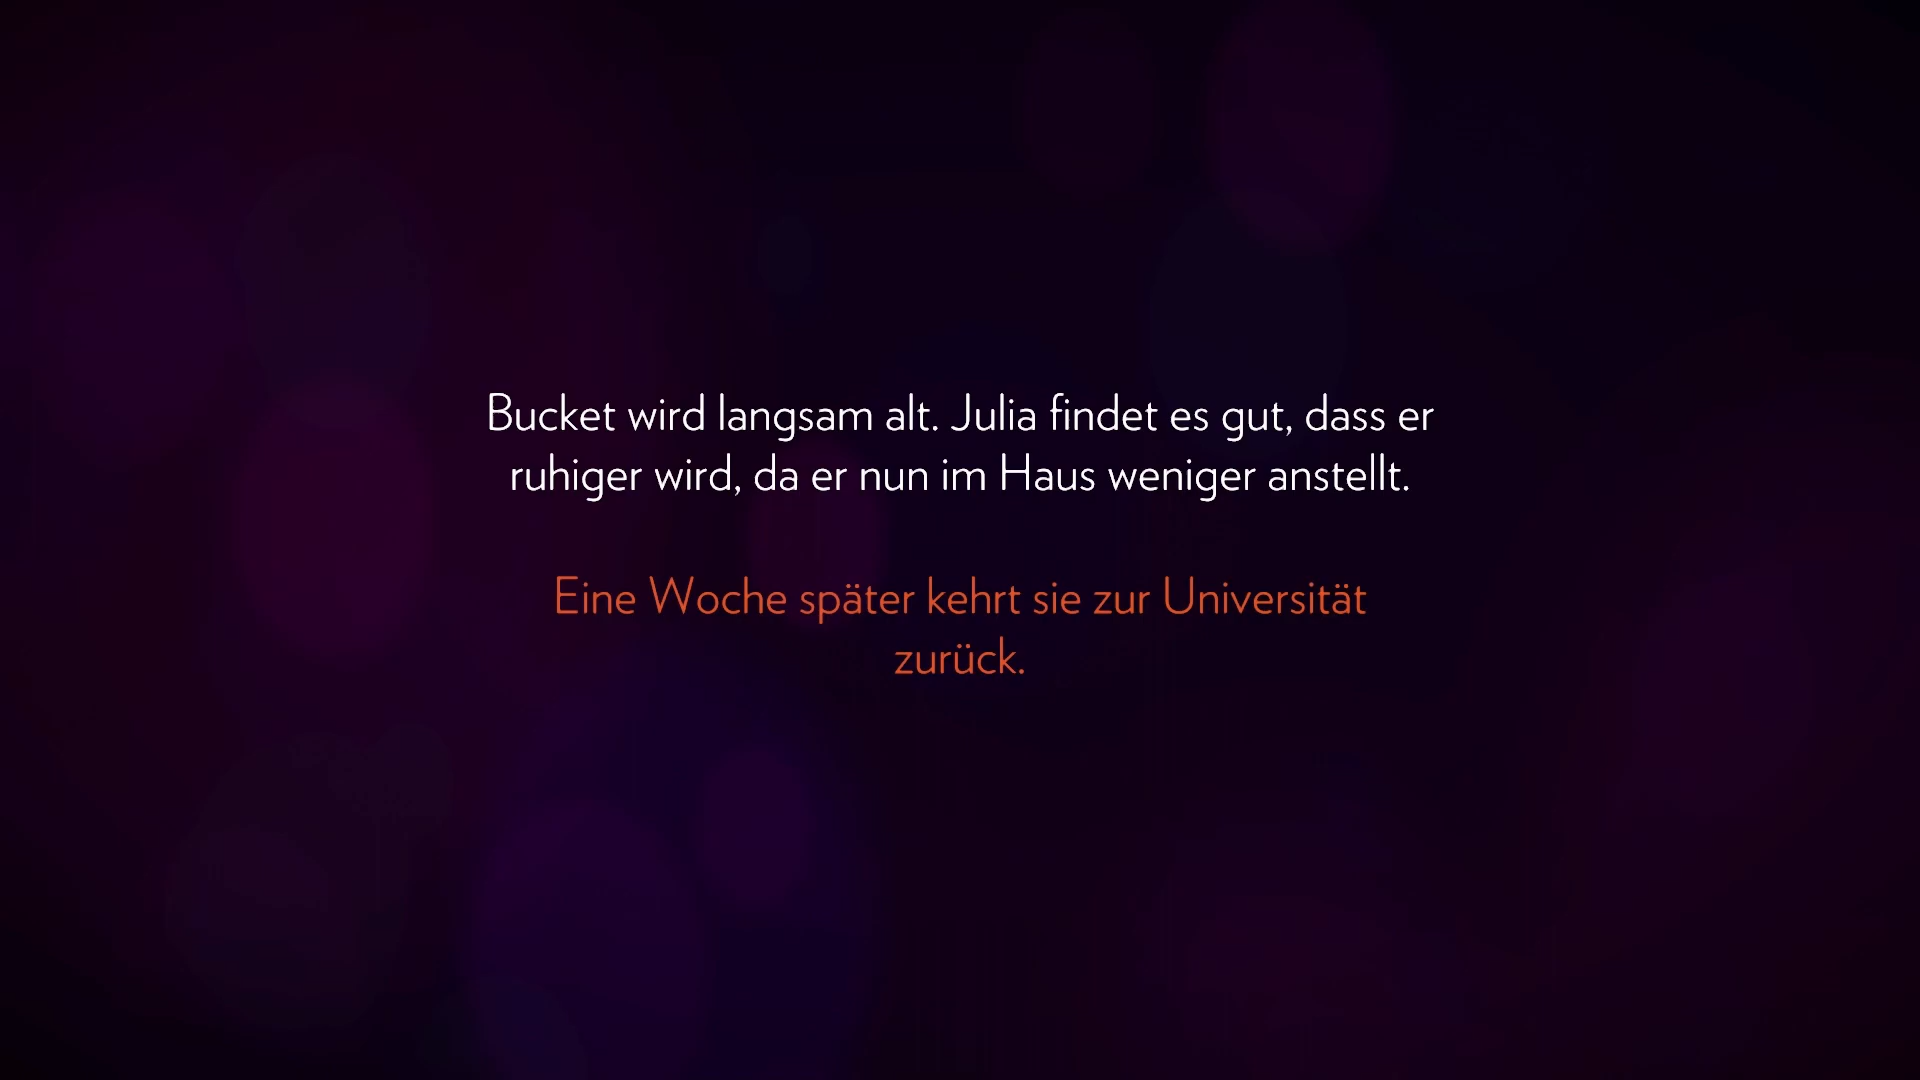 Bucket wird langsam alt. Julia findet es gut, dass er
ruhiger wird, da er nun im Haus weniger anstellt.
Eine Woche später kehrt sie zur Universität
zurück.